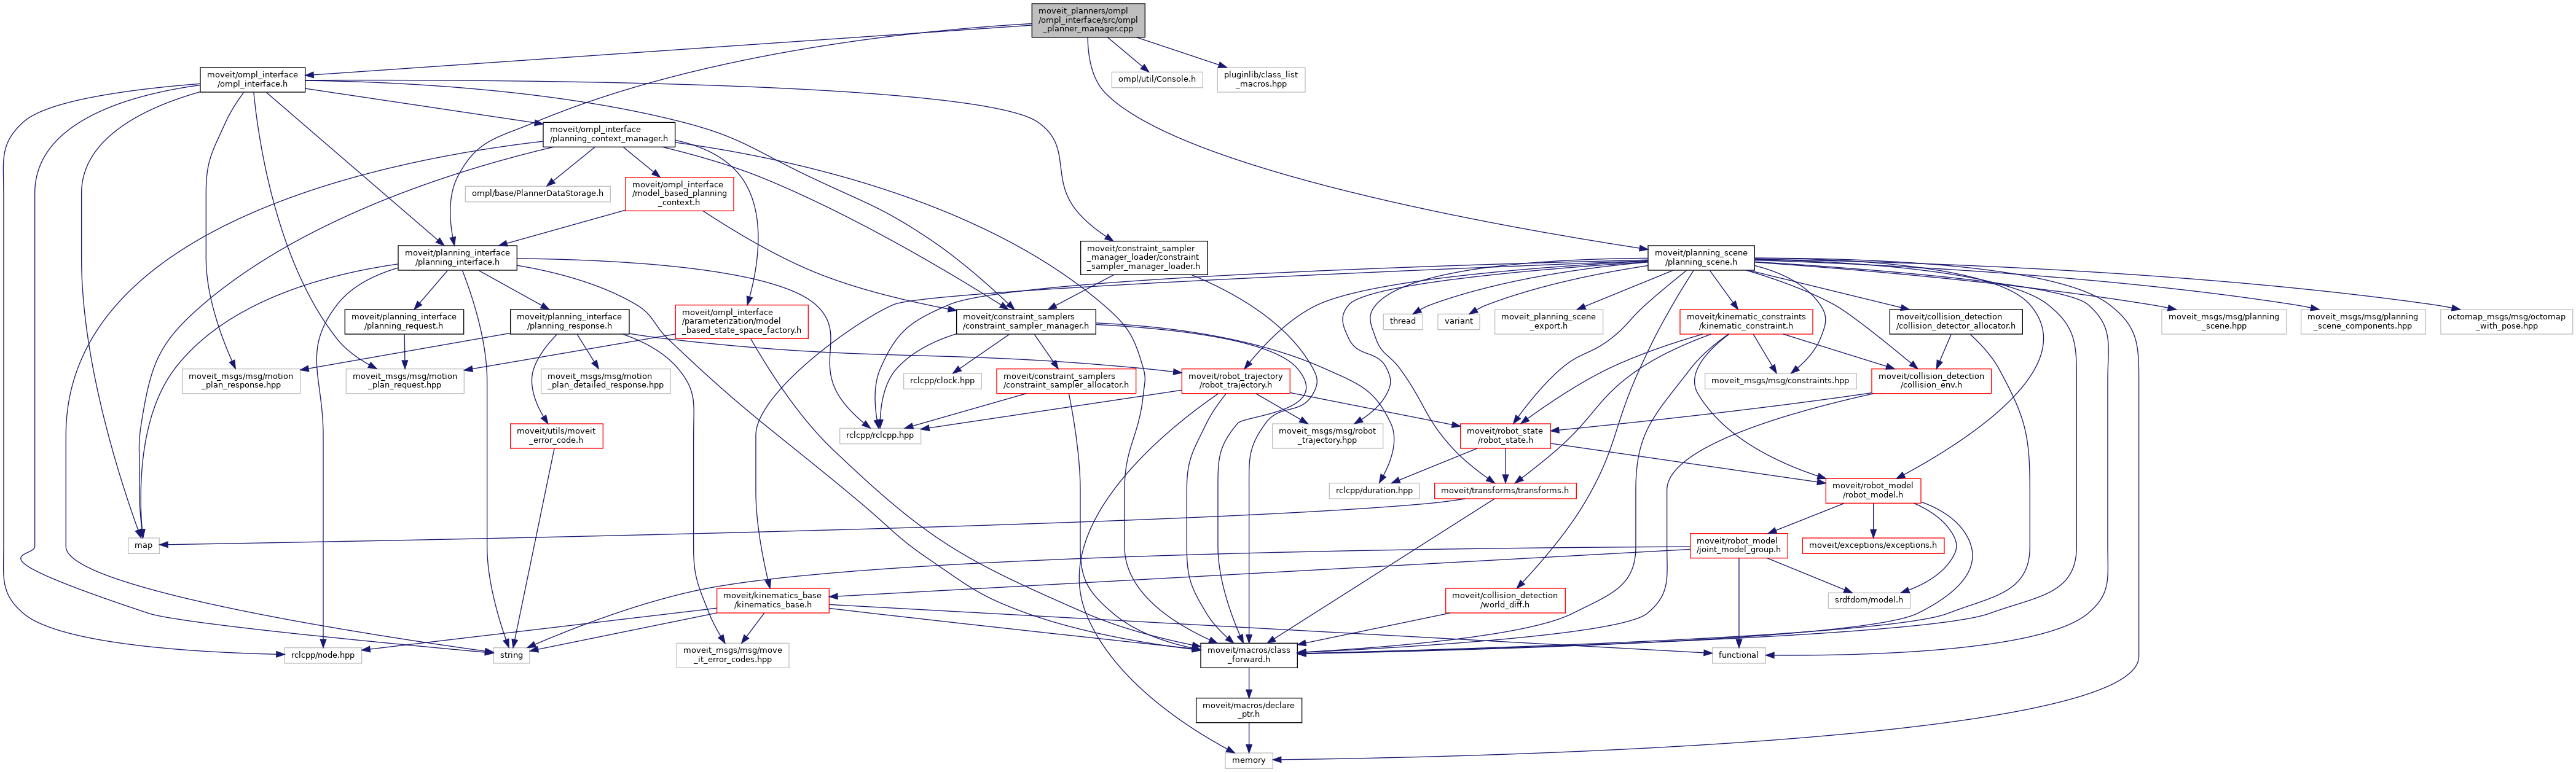 moveit_planners/ompl
/ompl_interface/src/ompl
_planner_manager.cpp
moveit/ompl_interface
/ompl_interface.h
ompl/util/Console.h
pluginlib/class_list
_macros.hpp
moveit/ompl_interface
/planning_context_manager.h
ompl/base/PlannerDataStorage.h
moveit/ompl_interface
/model_based_planning
_context.h
moveit/planning_interface
/planning_interface.h
moveit/constraint_sampler
_manager_loader/constraint
_sampler_manager_loader.h
moveit/planning_scene
/planning_scene.h
moveit/planning_interface
/planning_request.h
moveit/planning_interface
/planning_response.h
moveit/ompl_interface
/parameterization/model
_based_state_space_factory.h
moveit/constraint_samplers
/constraint_sampler_manager.h
thread
variant
moveit_planning_scene
_export.h
moveit/kinematic_constraints
/kinematic_constraint.h
moveit/collision_detection
/collision_detector_allocator.h
moveit_msgs/msg/planning
_scene.hpp
moveit_msgs/msg/planning
_scene_components.hpp
octomap_msgs/msg/octomap
_with_pose.hpp
moveit_msgs/msg/motion
_plan_response.hpp
moveit_msgs/msg/motion
_plan_request.hpp
moveit_msgs/msg/motion
_plan_detailed_response.hpp
rclcpp/clock.hpp
moveit/constraint_samplers
/constraint_sampler_allocator.h
moveit/robot_trajectory
/robot_trajectory.h
moveit_msgs/msg/constraints.hpp
moveit/collision_detection
/collision_env.h
moveit/utils/moveit
_error_code.h
rclcpp/rclcpp.hpp
moveit_msgs/msg/robot
_trajectory.hpp
moveit/robot_state
/robot_state.h
rclcpp/duration.hpp
moveit/transforms/transforms.h
moveit/robot_model
/robot_model.h
map
moveit/robot_model
/joint_model_group.h
moveit/exceptions/exceptions.h
moveit/kinematics_base
/kinematics_base.h
moveit/collision_detection
/world_diff.h
srdfdom/model.h
rclcpp/node.hpp
string
moveit_msgs/msg/move
_it_error_codes.hpp
moveit/macros/class
_forward.h
functional
moveit/macros/declare
_ptr.h
memory